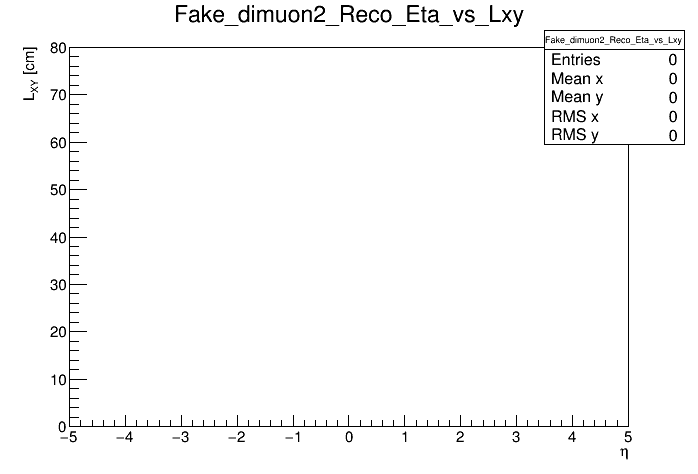 Fake_dimuon2_Reco_Eta_vs_Lxy
Fake_dimuon2_Reco_Eta_vs_Lxy
Entries 0
Mean x 0
Mean y 0
RMS x 0
RMS y 0
L_XY [cm]
80
70
60
50
40
30
20
10
0
−5 −4 −3 −2 −1 0 1 2 3 4 5
η